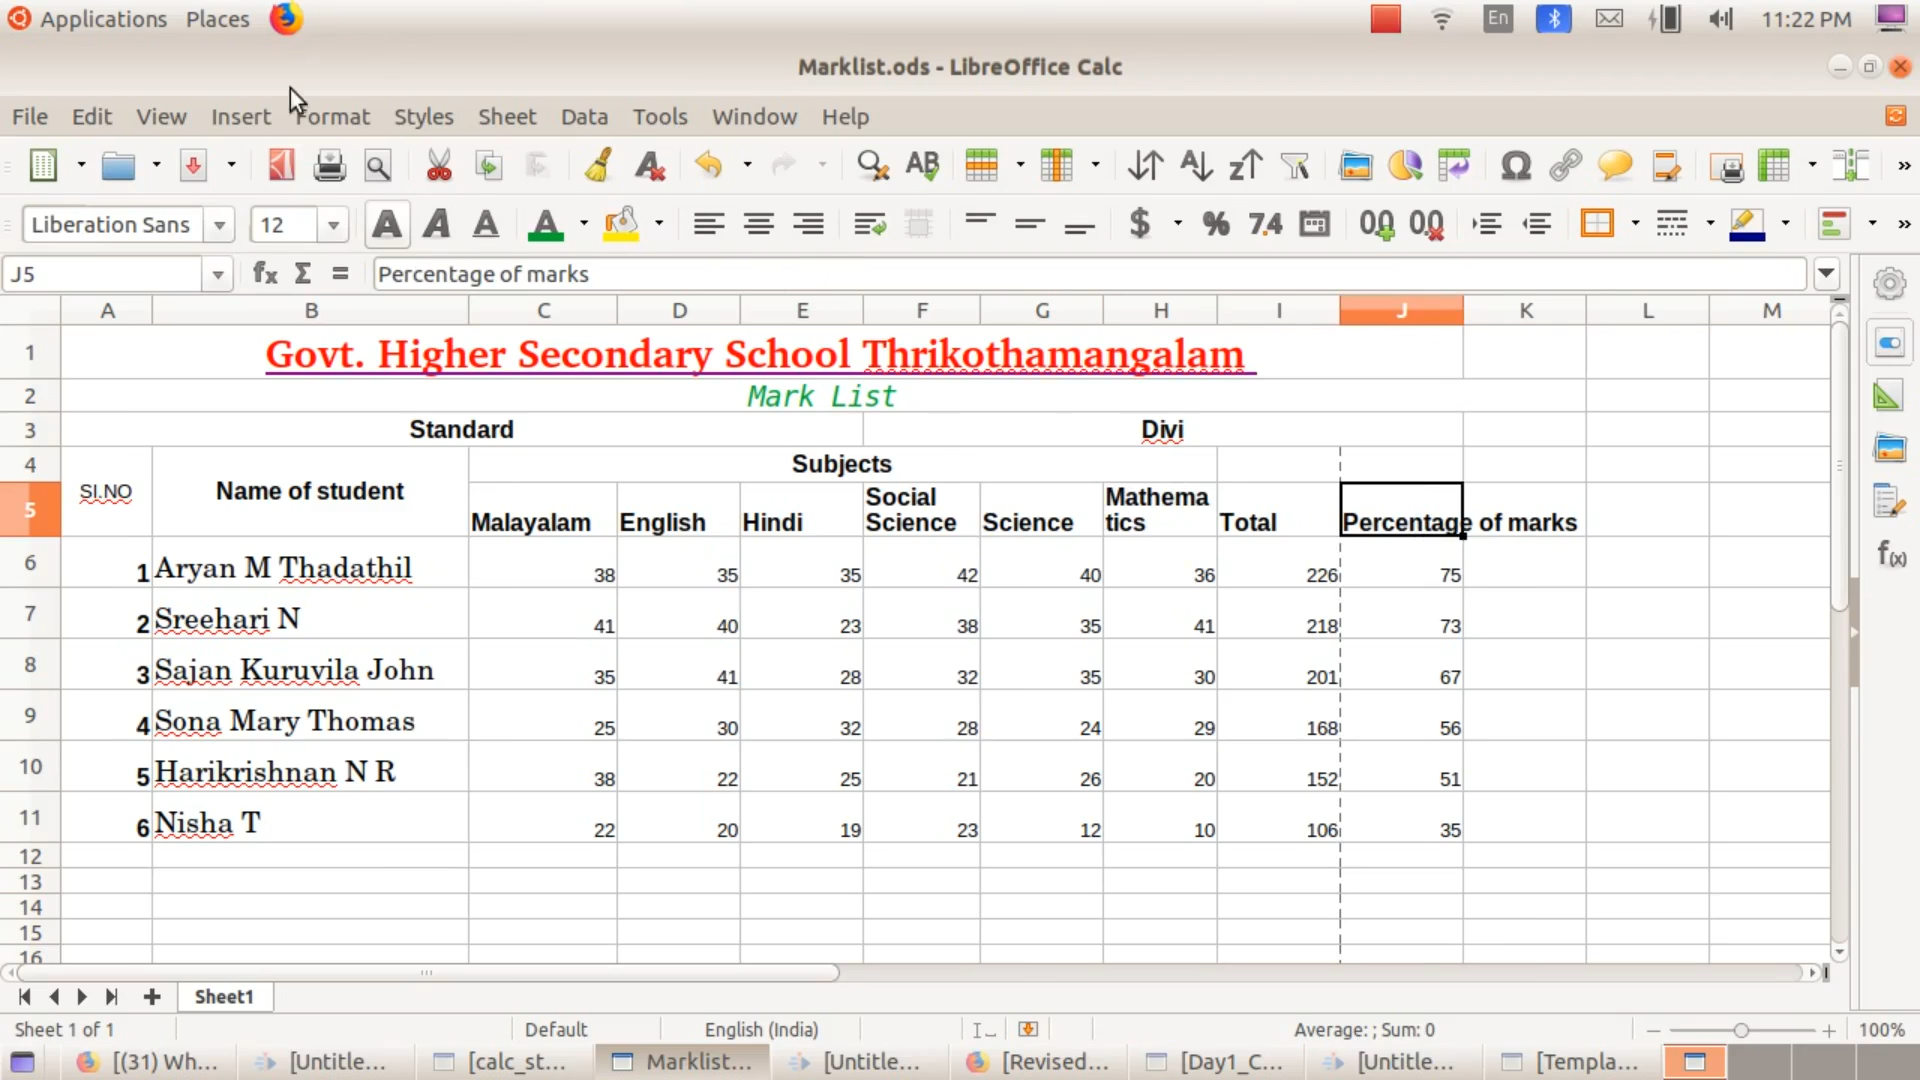 Applications Places En 11:22 PM
Marklist.ods - LibreOffice Calc
File Edit View Insert Format Styles Sheet Data Tools Window Help
Liberation Sans 12
J5 Percentage of marks
A B C D E F G H I J K L M
1 Govt. Higher Secondary School Thrikothamangalam
2 Mark List
3 Standard Divi
4 Subjects
5 SI.NO Name of student Malayalam English Hindi Social Science Science Mathematics Total Percentage of marks
6 1 Aryan M Thadathil 38 35 35 42 40 36 226 75
7 2 Sreehari N 41 40 23 38 35 41 218 73
8 3 Sajan Kuruvila John 35 41 28 32 35 30 201 67
9 4 Sona Mary Thomas 25 30 32 28 24 29 168 56
10 5 Harikrishnan N R 38 22 25 21 26 20 152 51
11 6 Nisha T 22 20 19 23 12 10 106 35
12
13
14
15
16
Sheet1
Sheet 1 of 1 Default English (India) Average: ; Sum: 0 100%
[(31) Wh... [Untitle... [calc_st... Marklist... [Untitle... [Revised... [Day1_C... [Untitle... [Templa...